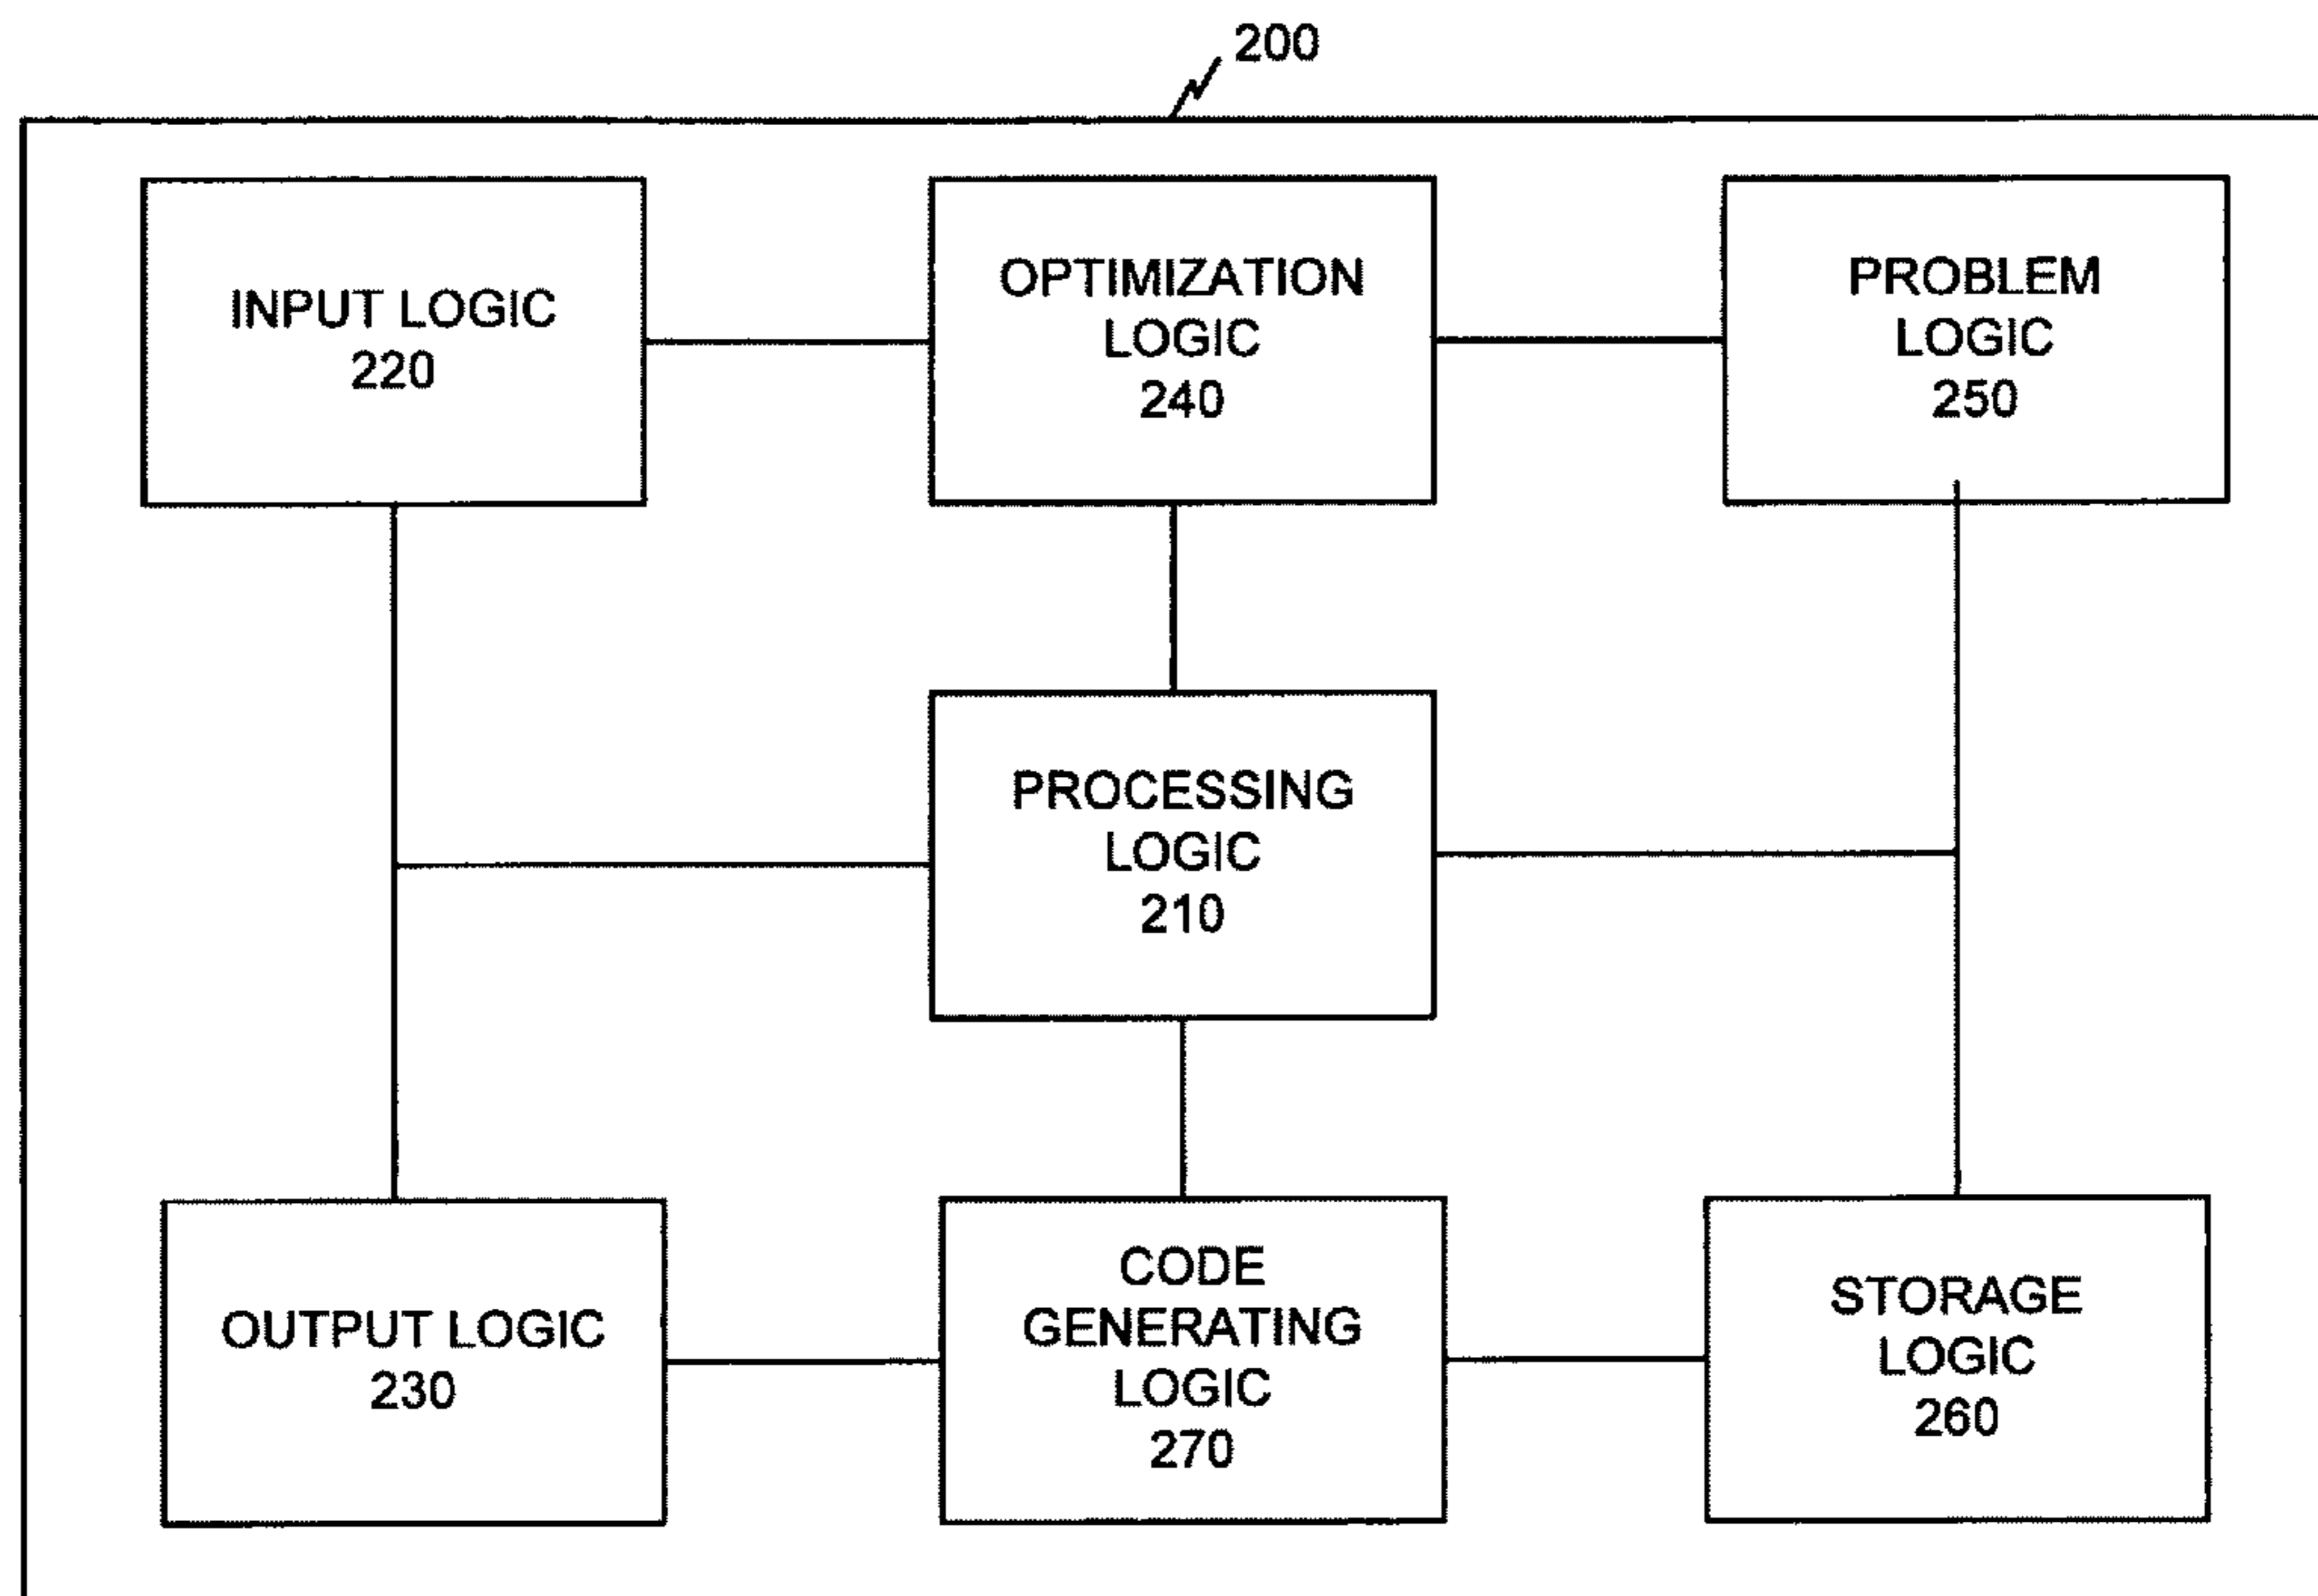 200
INPUT LOGIC
220
OPTIMIZATION
LOGIC
240
PROBLEM
LOGIC
250
PROCESSING
LOGIC
210
OUTPUT LOGIC
230
CODE
GENERATING
LOGIC
270
STORAGE
LOGIC
260